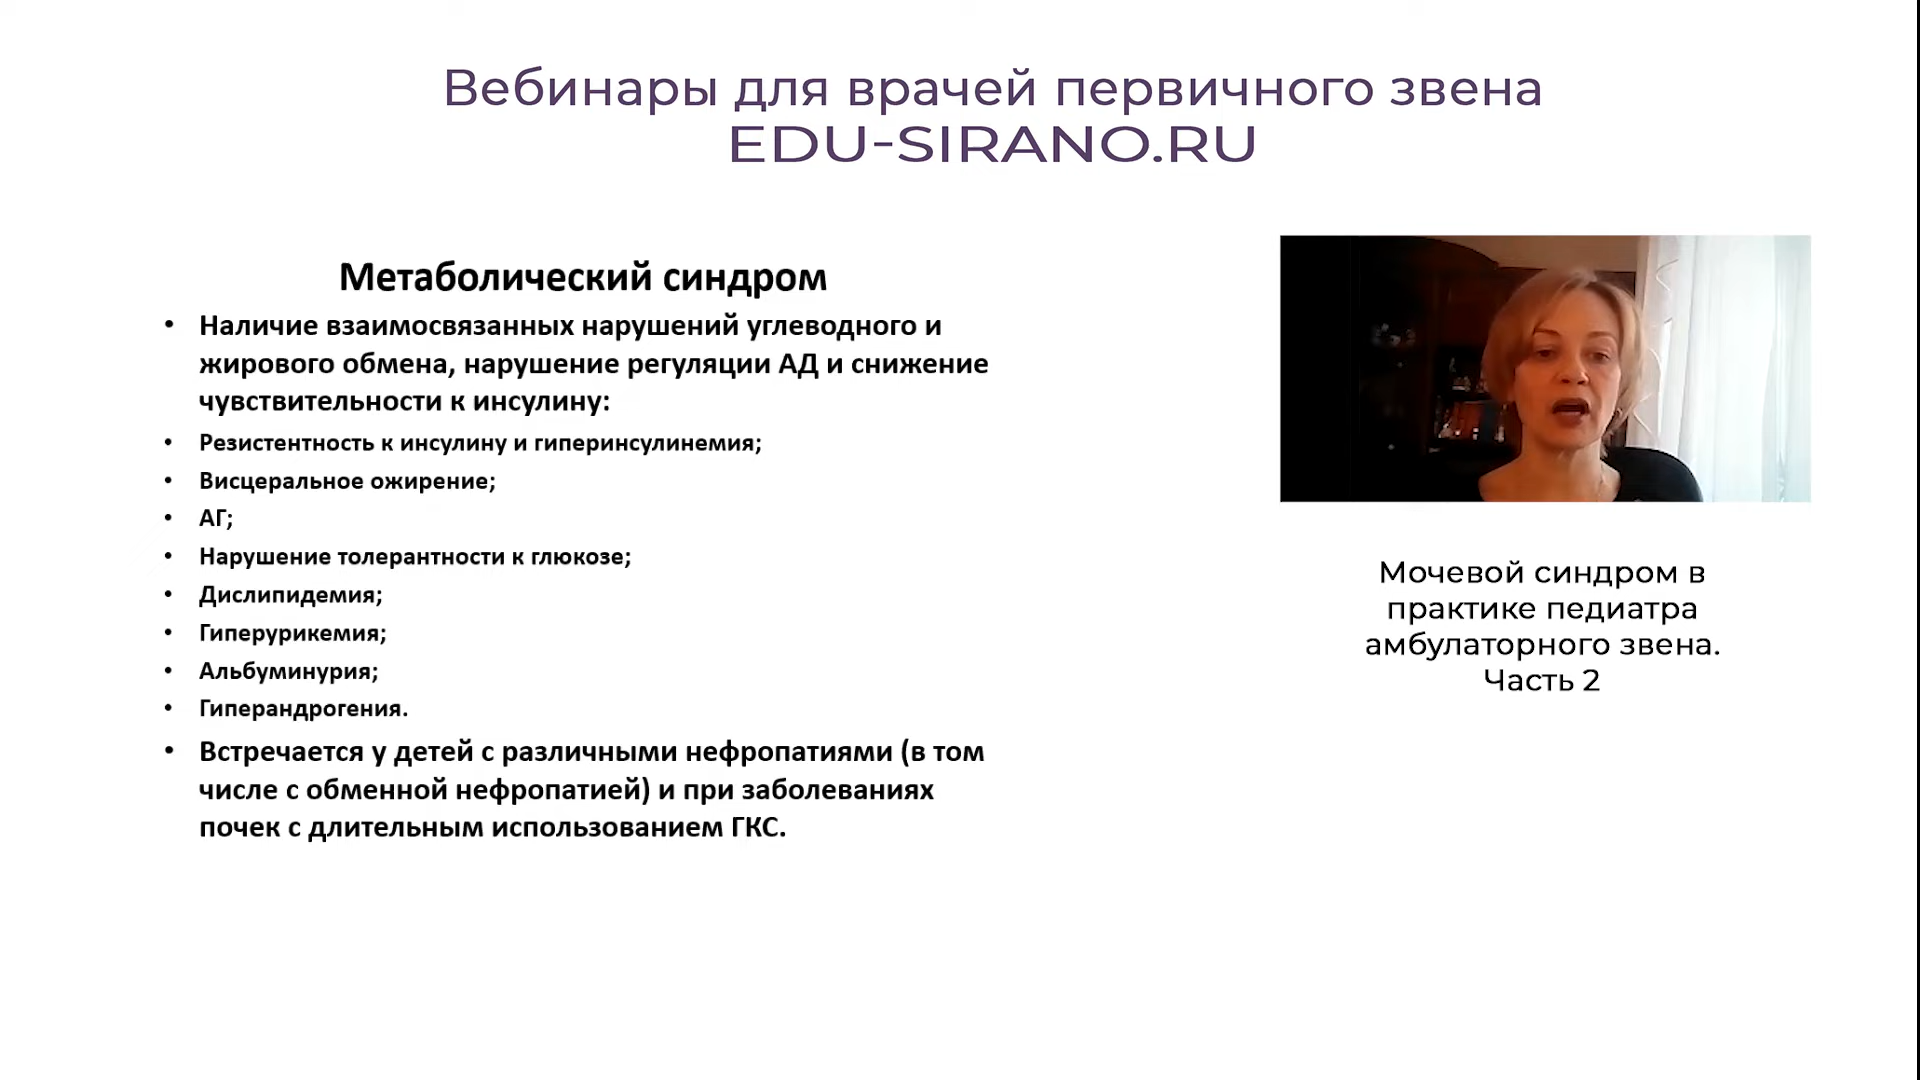 Вебинары для врачей первичного звена
EDU-SIRANO.RU
Метаболический синдром
• Наличие взаимосвязанных нарушений углеводного и
жирового обмена, нарушение регуляции АД и снижение
чувствительности к инсулину:
• Резистентность к инсулину и гиперинсулинемия;
• Висцеральное ожирение;
• АГ;
• Нарушение толерантности к глюкозе;
• Дислипидемия;
• Гиперурикемия;
• Альбуминурия;
• Гиперандрогения.
• Встречается у детей с различными нефропатиями (в том
числе с обменной нефропатией) и при заболеваниях
почек с длительным использованием ГКС.
Мочевой синдром в
практике педиатра
амбулаторного звена.
Часть 2